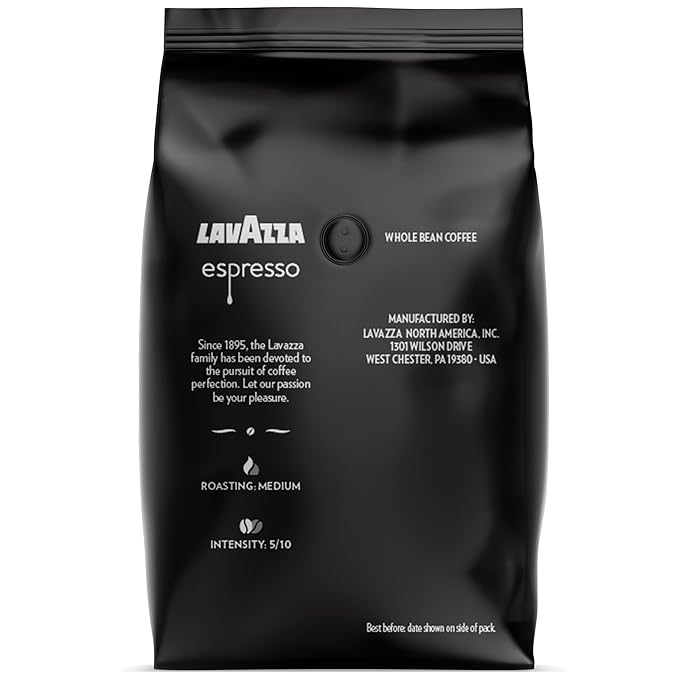 LAVAZZA
espresso
Since 1895, the Lavazza
family has been devoted to
the pursuit of coffee
perfection. Let our passion
be your pleasure.
ROASTING: MEDIUM
INTENSITY: 5/10
WHOLE BEAN COFFEE
MANUFACTURED BY:
LAVAZZA NORTH AMERICA, INC.
1301 WILSON DRIVE
WEST CHESTER, PA 19380 - USA
Best before: date shown on side of pack.